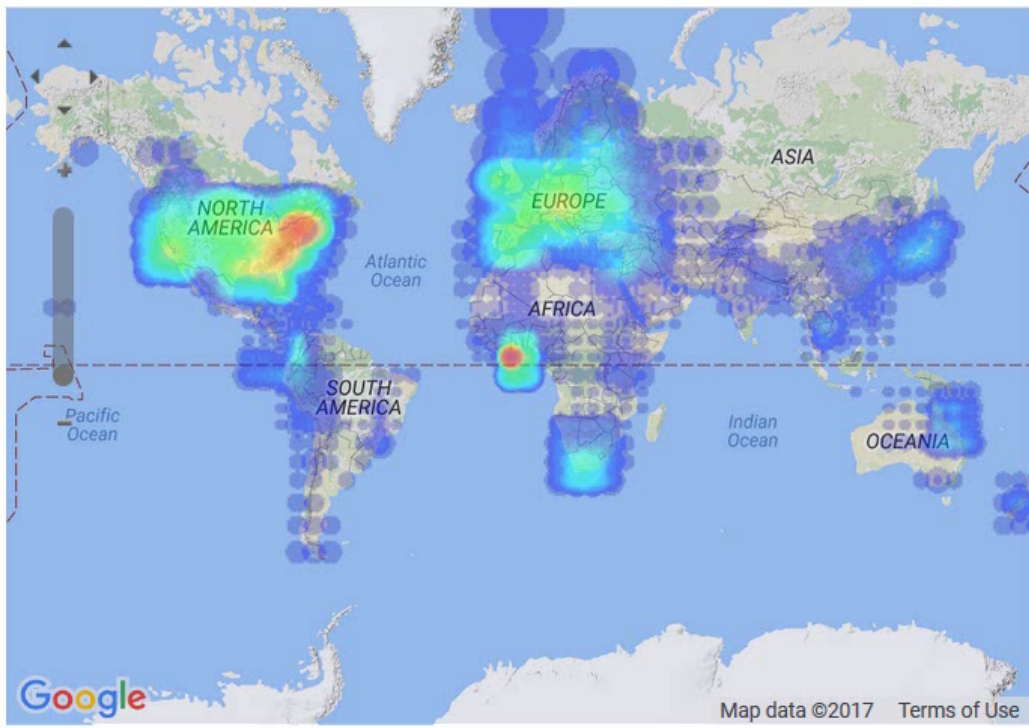 ASIA
NORTH
AMERICA
EUROPE
Atlantic
Ocean
AFRICA
SOUTH
AMERICA
Pacific
Ocean
Indian
Ocean
OCEANIA
Google
Map data ©2017 Terms of Use